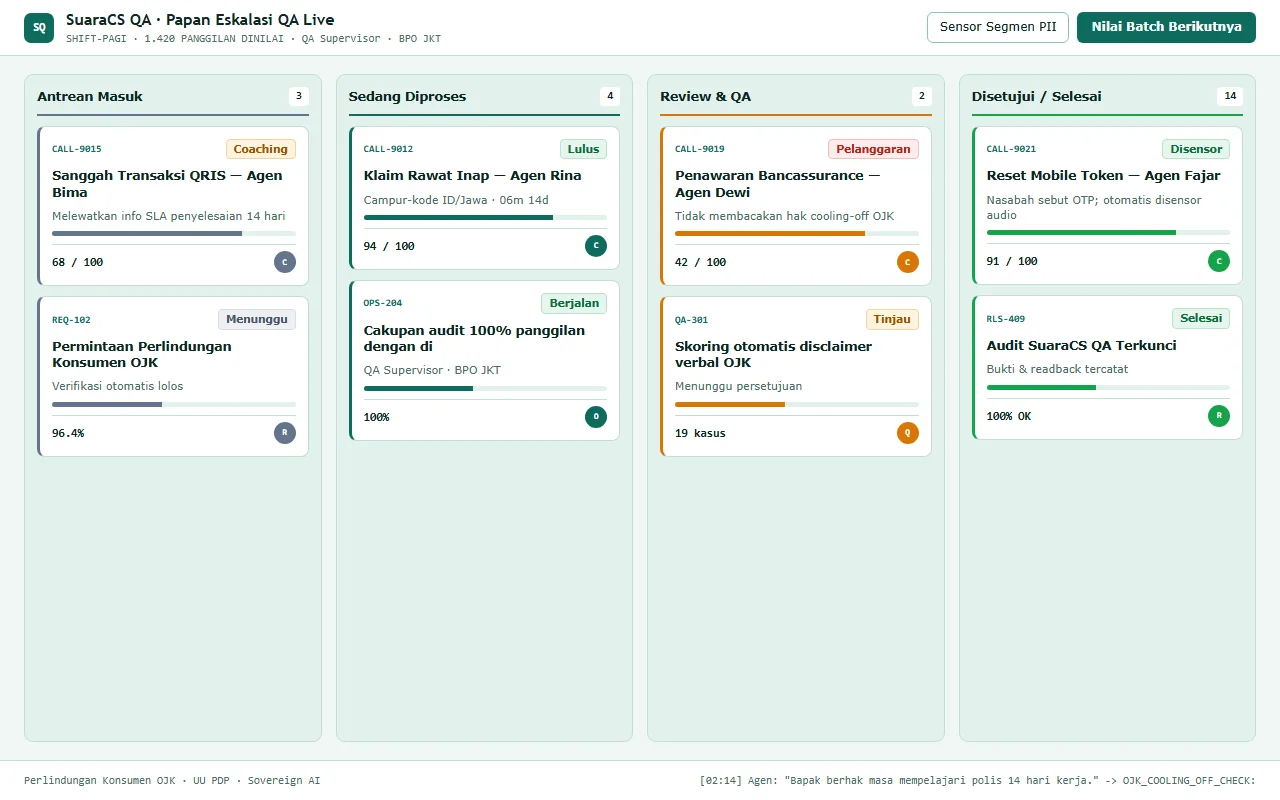 SQ
SuaraCS QA · Papan Eskalasi QA Live
SHIFT-PAGI · 1.420 PANGGILAN DINILAI · QA Supervisor · BPO JKT
Sensor Segmen PII
Nilai Batch Berikutnya
Antrean Masuk
3
CALL-9015
Coaching
Sanggah Transaksi QRIS — Agen
Bima
Melewatkan info SLA penyelesaian 14 hari
68 / 100
C
REQ-102
Menunggu
Permintaan Perlindungan
Konsumen OJK
Verifikasi otomatis lolos
96.4%
R
Sedang Diproses
4
CALL-9012
Lulus
Klaim Rawat Inap — Agen Rina
Campur-kode ID/Jawa · 06m 14d
94 / 100
C
OPS-204
Berjalan
Cakupan audit 100% panggilan
dengan di
QA Supervisor · BPO JKT
100%
O
Review & QA
2
CALL-9019
Pelanggaran
Penawaran Bancassurance —
Agen Dewi
Tidak membacakan hak cooling-off OJK
42 / 100
C
QA-301
Tinjau
Skoring otomatis disclaimer
verbal OJK
Menunggu persetujuan
19 kasus
Q
Disetujui / Selesai
14
CALL-9021
Disensor
Reset Mobile Token — Agen Fajar
Nasabah sebut OTP; otomatis disensor
audio
91 / 100
C
RLS-409
Selesai
Audit SuaraCS QA Terkunci
Bukti & readback tercatat
100% OK
R
Perlindungan Konsumen OJK · UU PDP · Sovereign AI
[02:14] Agen: "Bapak berhak masa mempelajari polis 14 hari kerja." -> OJK_COOLING_OFF_CHECK: